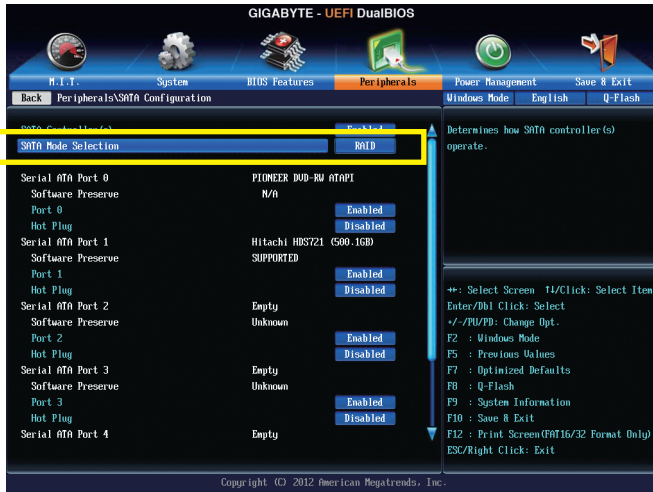 GIGABYTE - UEFI DualBIOS
M.I.T. System BIOS Features Peripherals Power Management Save & Exit
Back Peripherals\SATA Configuration
Windows Mode English Q-Flash
SATA Controller(s) Enabled
SATA Mode Selection RAID
Serial ATA Port 0 PIONEER DVD-RW ATAPI
Software Preserve N/A
Port 0 Enabled
Hot Plug Disabled
Serial ATA Port 1 Hitachi HDS721 (500.1GB)
Software Preserve SUPPORTED
Port 1 Enabled
Hot Plug Disabled
Serial ATA Port 2 Empty
Software Preserve Unknown
Port 2 Enabled
Hot Plug Disabled
Serial ATA Port 3 Empty
Software Preserve Unknown
Port 3 Enabled
Hot Plug Disabled
Serial ATA Port 4 Empty
Determines how SATA controller(s)
operate.
↔: Select Screen ↑↓/Click: Select Item
Enter/Dbl Click: Select
+/-/PU/PD: Change Opt.
F2 : Windows Mode
F5 : Previous Values
F7 : Optimized Defaults
F8 : Q-Flash
F9 : System Information
F10 : Save & Exit
F12 : Print Screen(FAT16/32 Format Only)
ESC/Right Click: Exit
Copyright (C) 2012 American Megatrends, Inc.